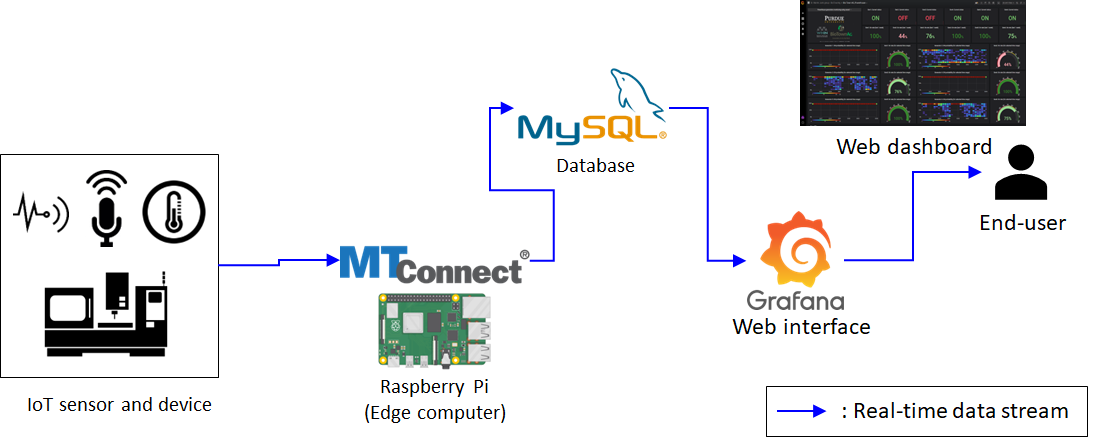 PURDUE
ON OFF OFF ON ON ON
100% 44% 76% 100% 100% 75%
MySQL®
Database
Web dashboard
End-user
MTConnect®
Grafana
Web interface
Raspberry Pi
(Edge computer)
IoT sensor and device
: Real-time data stream